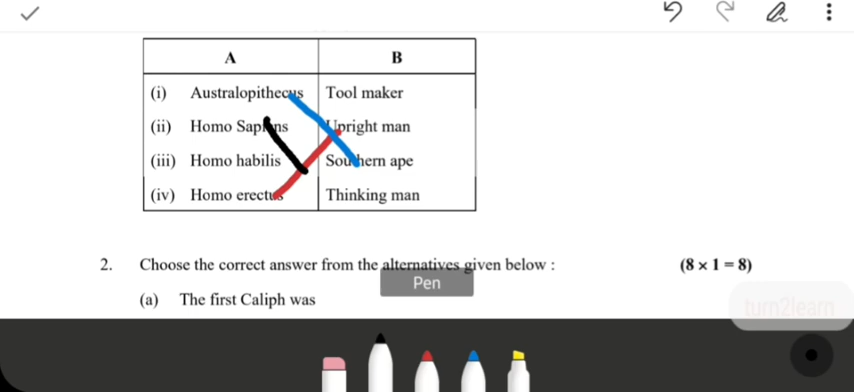 A B
(i) Australopithecus Tool maker
(ii) Homo Sapiens Upright man
(iii) Homo habilis Southern ape
(iv) Homo erectus Thinking man
2. Choose the correct answer from the alternatives given below : (8 × 1 = 8)
Pen
(a) The first Caliph was
turn2learn